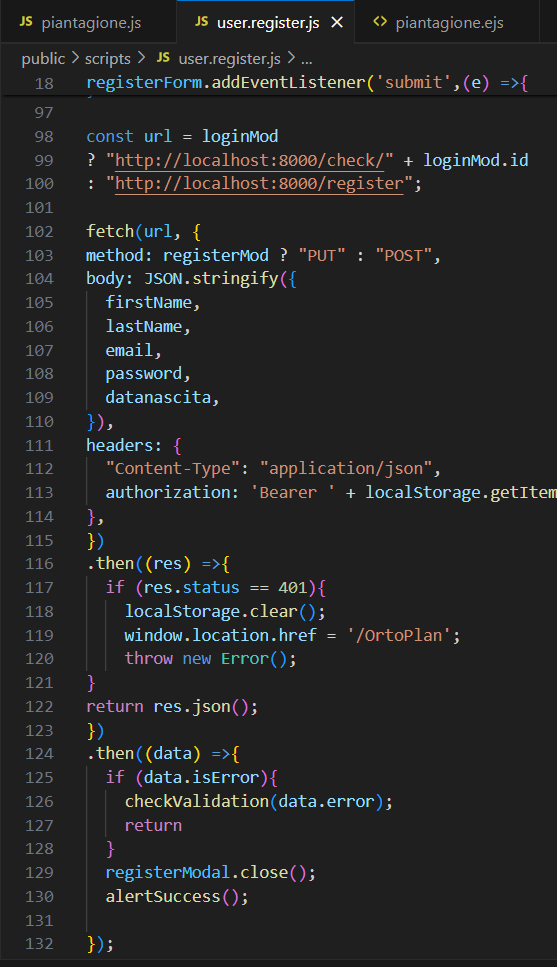 JS piantagione.js JS user.register.js × <> piantagione.ejs
public > scripts > JS user.register.js > ...
18 registerForm.addEventListener('submit',(e) =>{
97
98 const url = loginMod
99 ? "http://localhost:8000/check/" + loginMod.id
100 : "http://localhost:8000/register";
101
102 fetch(url, {
103 method: registerMod ? "PUT" : "POST",
104 body: JSON.stringify({
105 firstName,
106 lastName,
107 email,
108 password,
109 datanascita,
110 }),
111 headers: {
112 "Content-Type": "application/json",
113 authorization: 'Bearer ' + localStorage.getItem
114 },
115 })
116 .then((res) =>{
117 if (res.status == 401){
118 localStorage.clear();
119 window.location.href = '/OrtoPlan';
120 throw new Error();
121 }
122 return res.json();
123 })
124 .then((data) =>{
125 if (data.isError){
126 checkValidation(data.error);
127 return
128 }
129 registerModal.close();
130 alertSuccess();
131
132 });